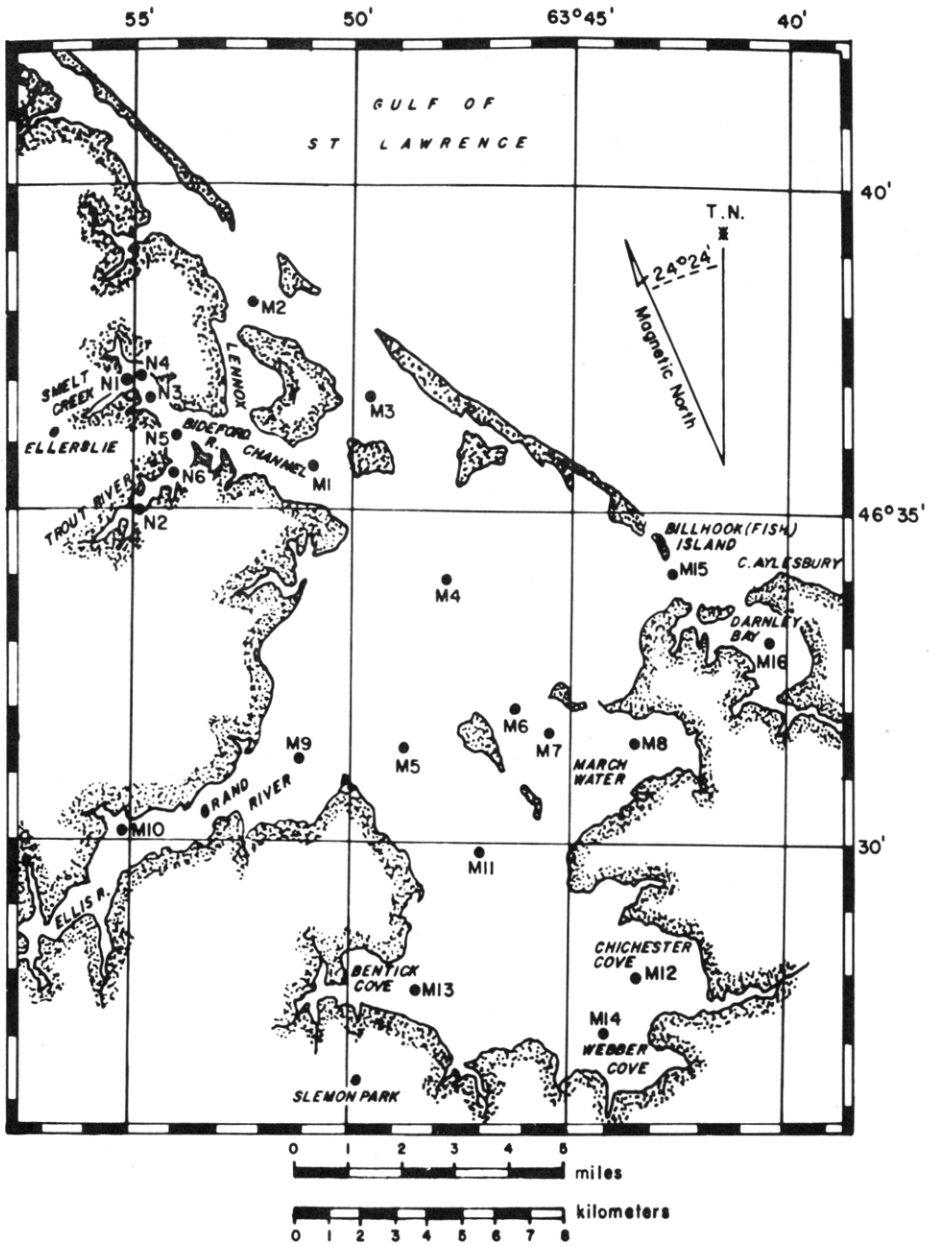 55'
50'
63°45'
40'
GULF OF
ST LAWRENCE
40'
T.N.
24°24'
Magnetic North
M2
LENNOX
CHANNEL
M3
N4
N1
N3
SMELT
CREEK
ELLERSLIE
N5
BIDEFORD
R.
M1
N6
TROUT RIVER
N2
46°35'
BILLHOOK (FISH)
ISLAND
M15
C. AYLESBURY
M4
DARNLEY
BAY
M16
M6
M7
M8
M9
M5
MARCH
WATER
GRAND
RIVER
M10
30'
M11
ELLIS R.
CHICHESTER
COVE
BENTICK
COVE
M13
M12
M14
WEBBER
COVE
SLEMON PARK
0 1 2 3 4 5
miles
kilometers
0 1 2 3 4 5 6 7 8